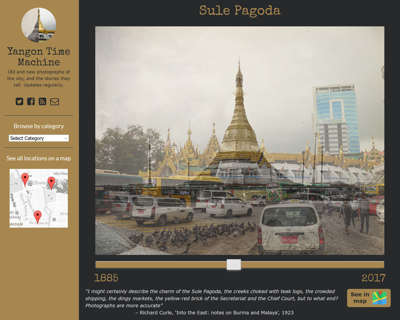 Sule Pagoda
Yangon Time
Machine
Old and new photographs of
the city, and the stories they
tell. Updates regularly.
Browse by category
Select Category
See all locations on a map
1885
2017
"I might certainly describe the charm of the Sule Pagoda, the creeks choked with teak logs, the crowded
shipping, the dingy markets, the yellow-red brick of the Secretariat and the Chief Court, but to what end?
Photographs are more accurate"
– Richard Curle, 'Into the East: notes on Burma and Malaya', 1923
See in
map